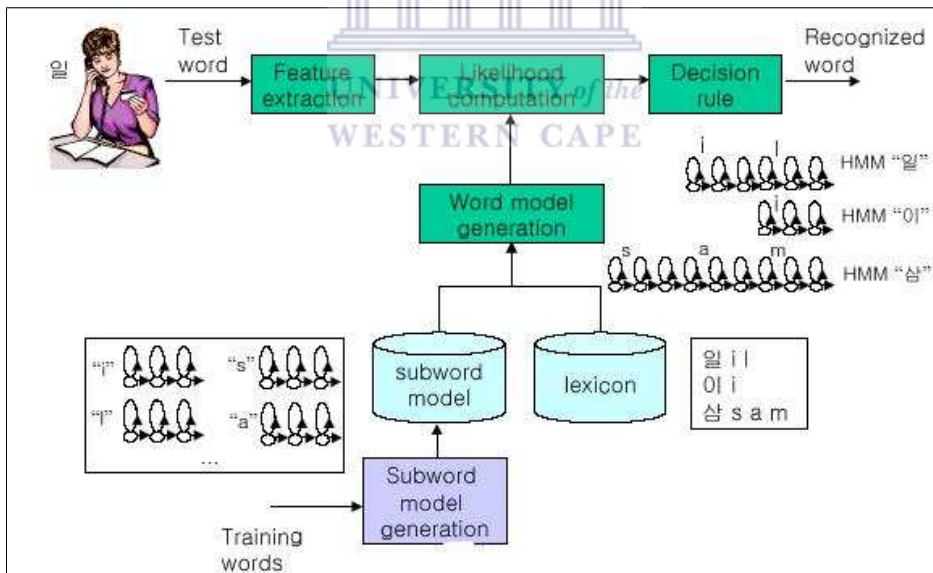 일
Test
word
Feature
extraction
Likelihood
computation
Decision
rule
Recognized
word
UNIVERSITY of the
WESTERN CAPE
i l
HMM “일”
Word model
generation
i
HMM “이”
s a m
HMM “삼”
“i” “s”
“l” “a”
...
subword
model
lexicon
일 i l
이 i
삼 s a m
Subword
model
generation
Training
words